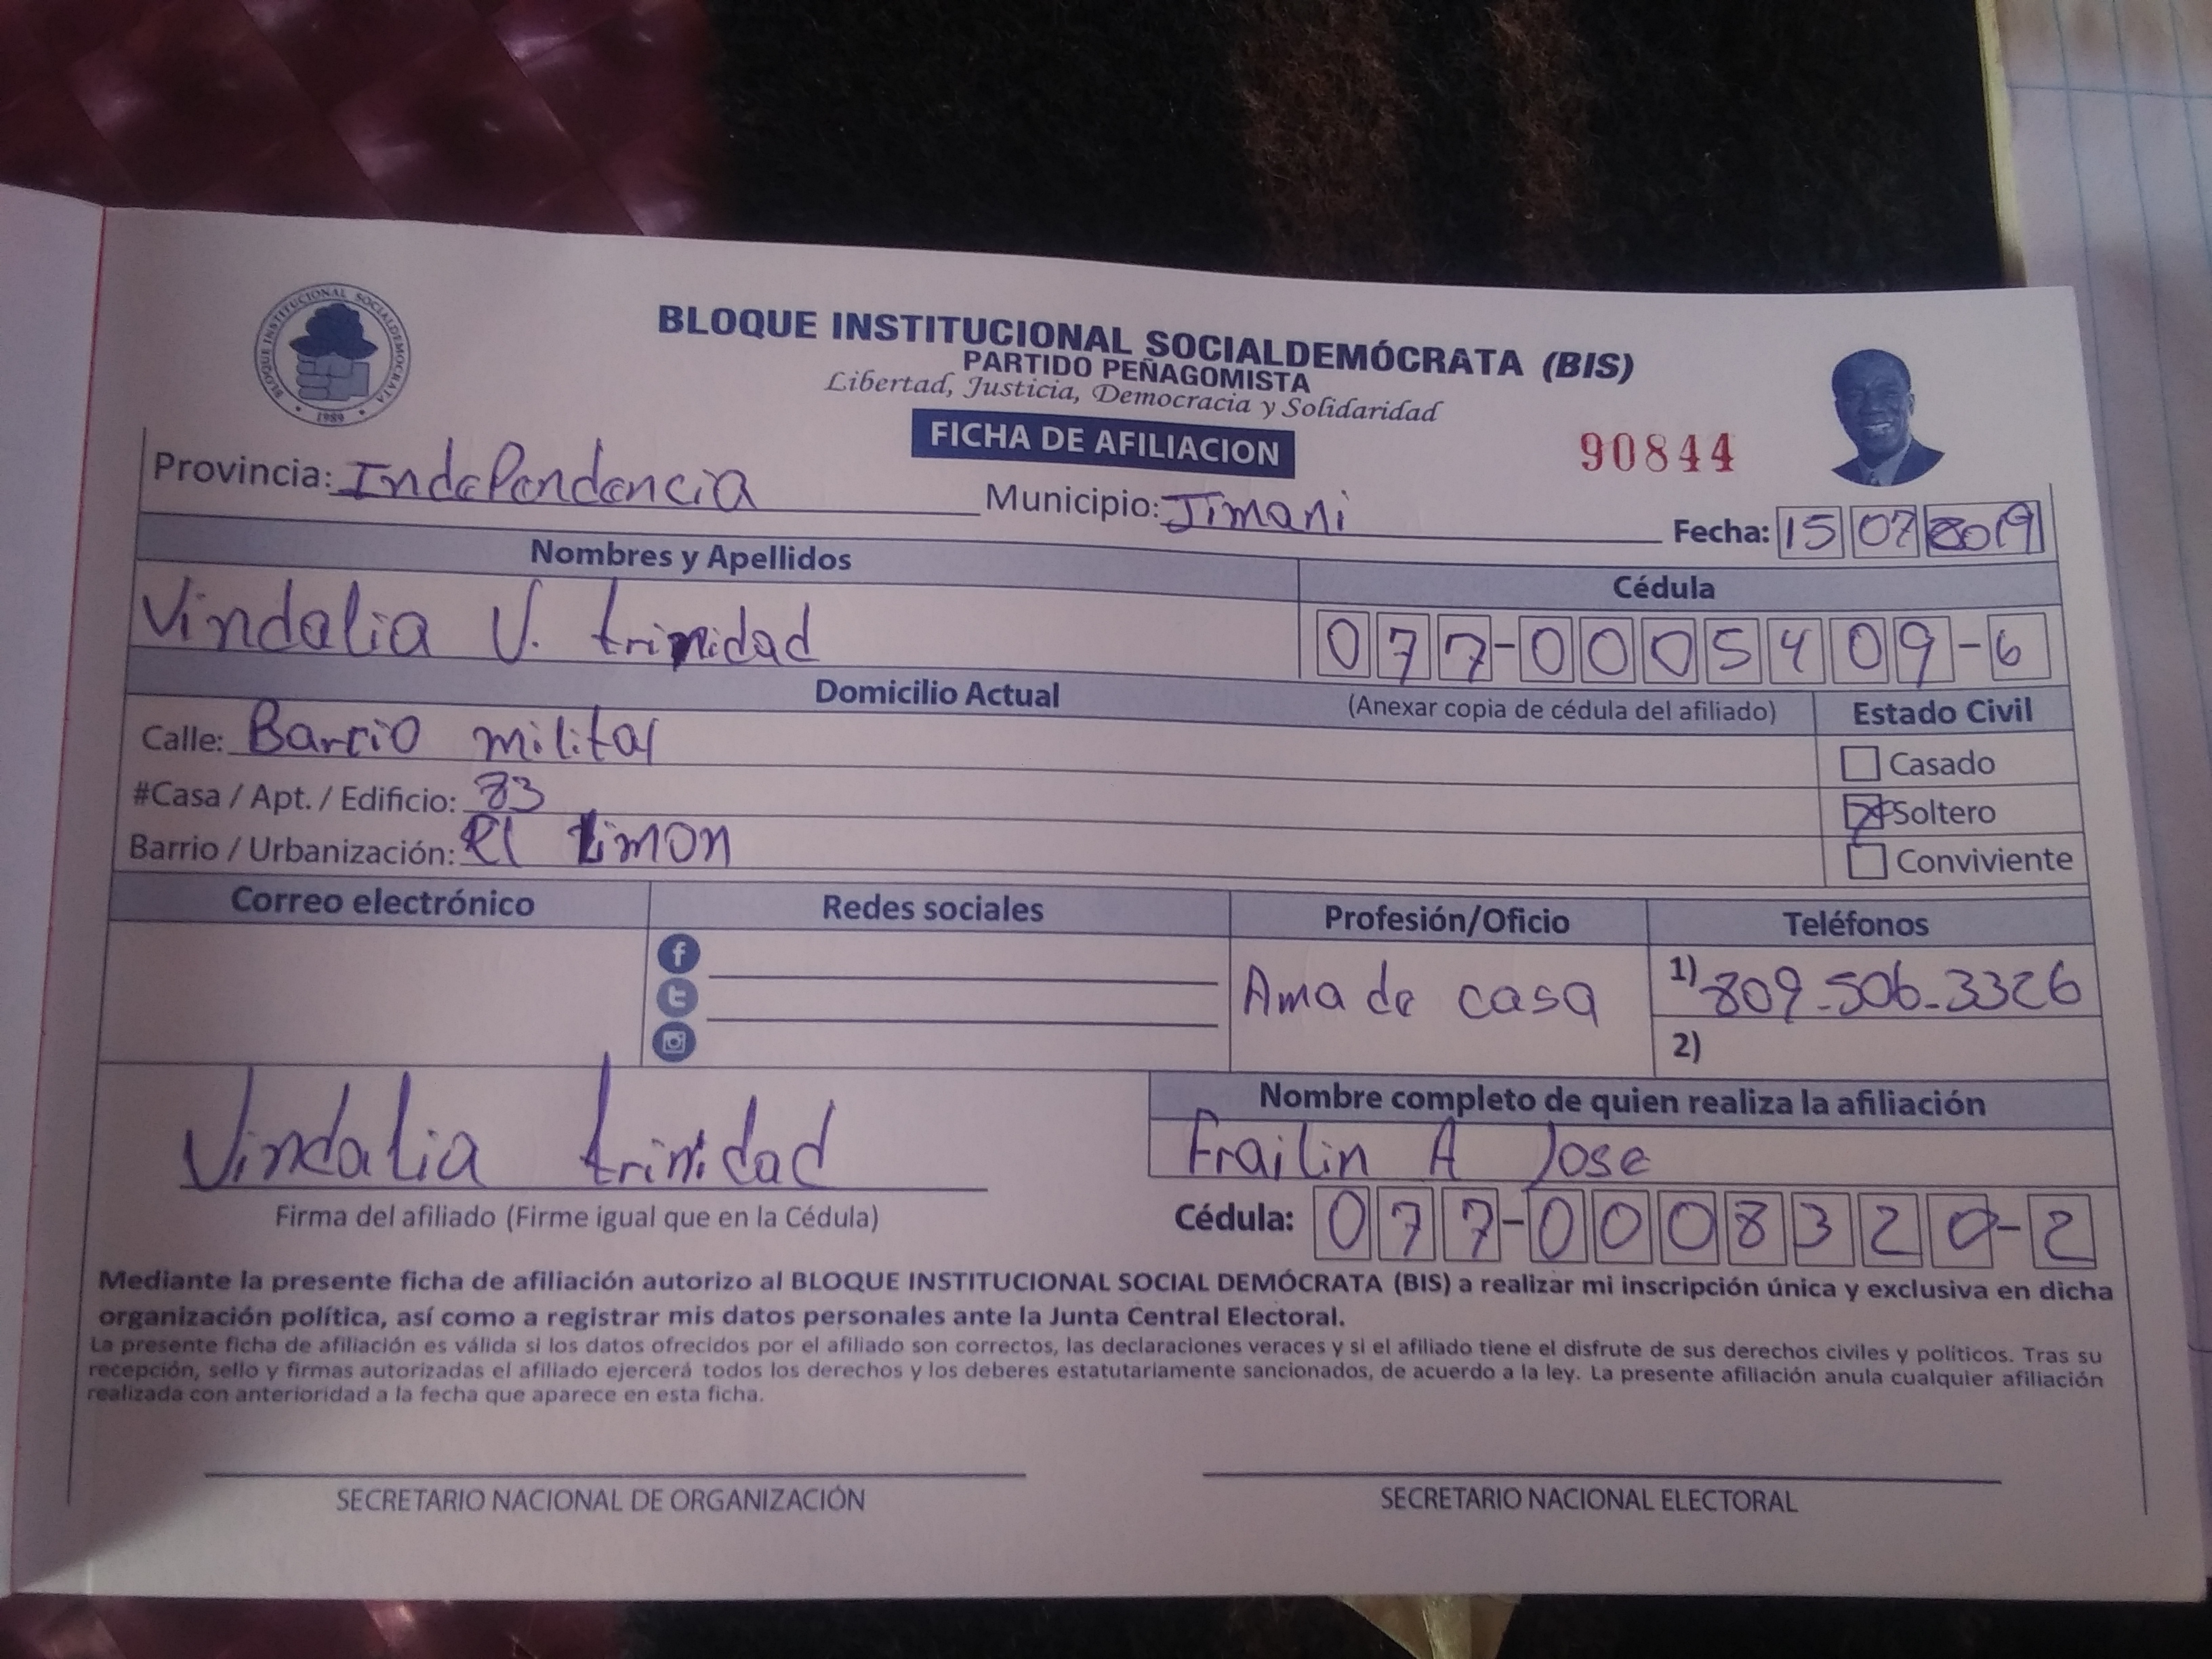 BLOQUE INSTITUCIONAL SOCIALDEMÓCRATA • 1989 •
BLOQUE INSTITUCIONAL SOCIALDEMÓCRATA (BIS)
PARTIDO PEÑAGOMISTA
Libertad, Justicia, Democracia y Solidaridad
FICHA DE AFILIACION
90844
Provincia: Independencia Municipio: Jimani Fecha: 15 07 2019
Nombres y Apellidos Cédula
Vindalia V. trinidad 077-0005409-6
Domicilio Actual (Anexar copia de cédula del afiliado) Estado Civil
Calle: Barrio militar Casado
#Casa / Apt. / Edificio: 83 Soltero
Barrio / Urbanización: El Limon Conviviente
Correo electrónico Redes sociales Profesión/Oficio Teléfonos
Ama de casa 1) 809-506-3326
2)
Nombre completo de quien realiza la afiliación
Vindalia trinidad Frailin A Jose
Firma del afiliado (Firme igual que en la Cédula) Cédula: 077-0008320-2
Mediante la presente ficha de afiliación autorizo al BLOQUE INSTITUCIONAL SOCIAL DEMÓCRATA (BIS) a realizar mi inscripción única y exclusiva en dicha
organización política, así como a registrar mis datos personales ante la Junta Central Electoral.
La presente ficha de afiliación es válida si los datos ofrecidos por el afiliado son correctos, las declaraciones veraces y si el afiliado tiene el disfrute de sus derechos civiles y políticos. Tras su
recepción, sello y firmas autorizadas el afiliado ejercerá todos los derechos y los deberes estatutariamente sancionados, de acuerdo a la ley. La presente afiliación anula cualquier afiliación
realizada con anterioridad a la fecha que aparece en esta ficha.
SECRETARIO NACIONAL DE ORGANIZACIÓN SECRETARIO NACIONAL ELECTORAL